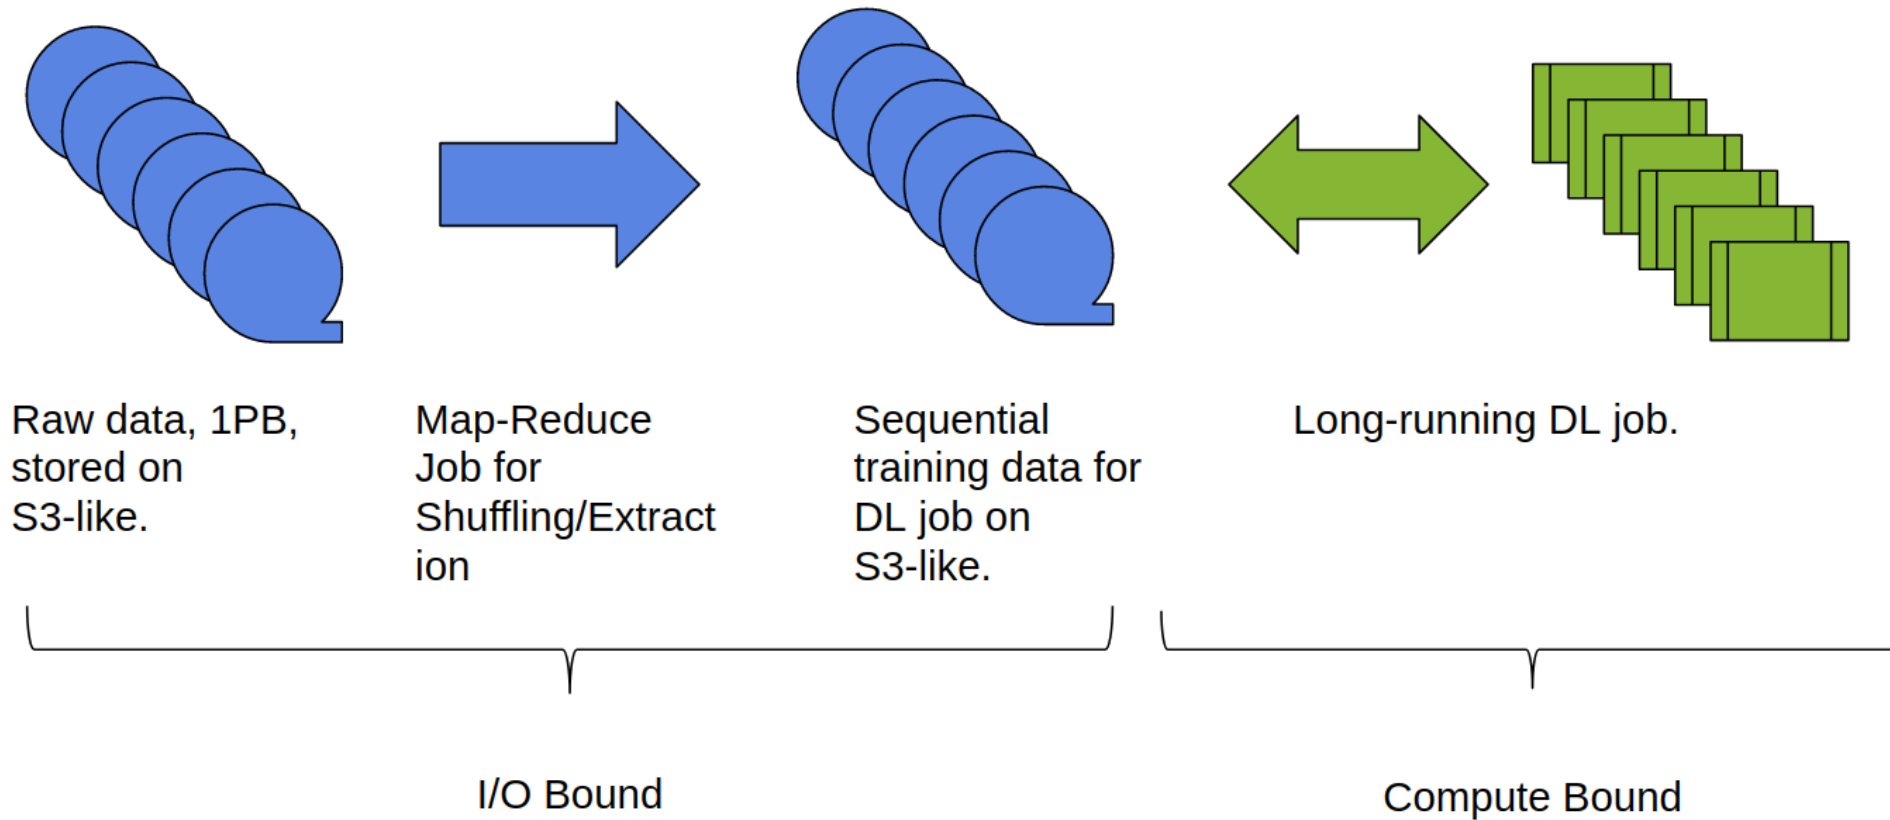 Raw data, 1PB,
stored on
S3-like.
Map-Reduce
Job for
Shuffling/Extract
ion
Sequential
training data for
DL job on
S3-like.
Long-running DL job.
I/O Bound
Compute Bound